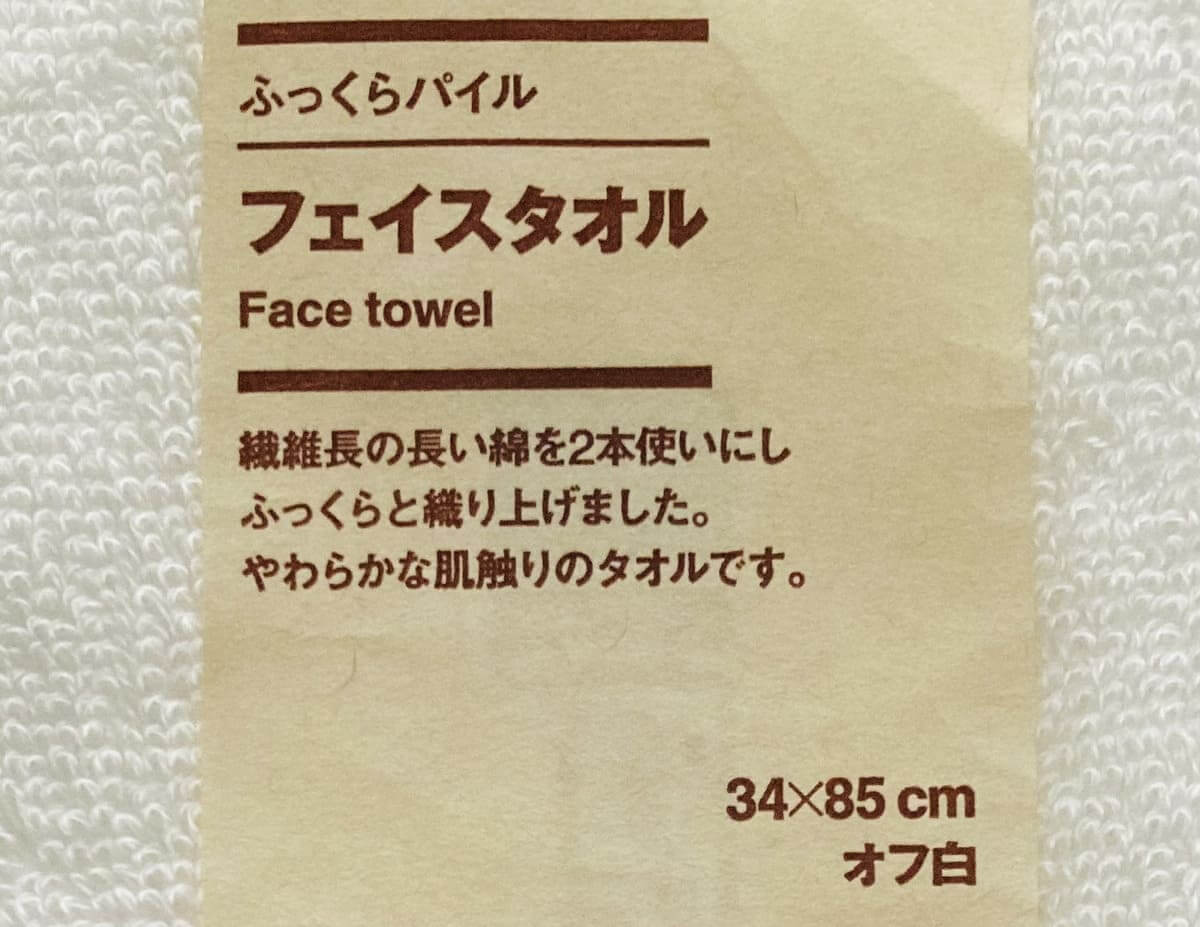 ふっくらパイル
フェイスタオル
Face towel
繊維長の長い綿を2本使いにし
ふっくらと織り上げました。
やわらかな肌触りのタオルです。
34×85 cm
オフ白